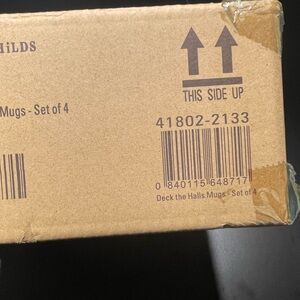 HiLDS
THIS SIDE UP
Mugs - Set of 4
41802-2133
0 840115 648717
Deck the Halls Mugs - Set of 4